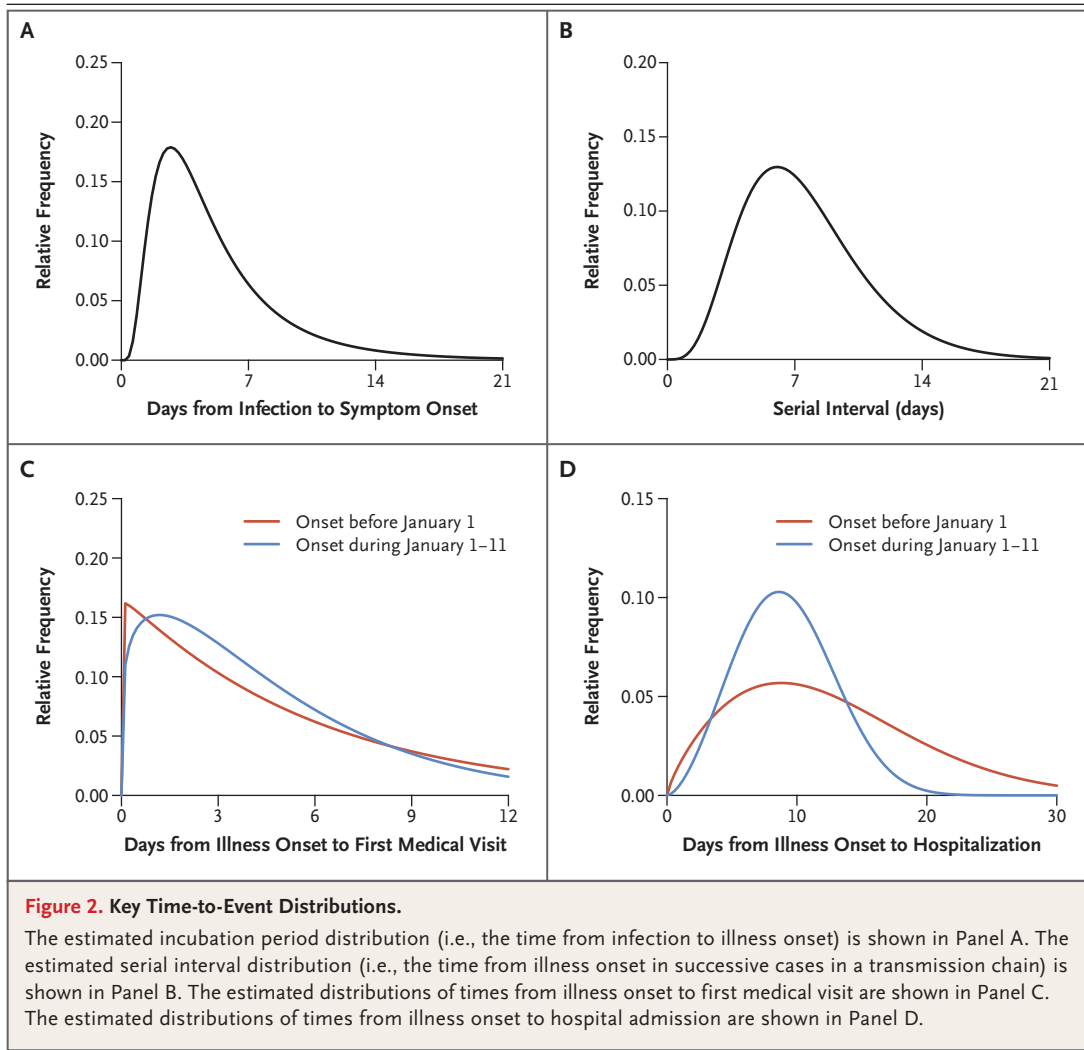 A
0.25
0.20
0.15
0.10
0.05
0.00
Relative Frequency
0
7
14
21
Days from Infection to Symptom Onset
B
0.20
0.15
0.10
0.05
0.00
Relative Frequency
0
7
14
21
Serial Interval (days)
C
0.25
0.20
0.15
0.10
0.05
0.00
Relative Frequency
Onset before January 1
Onset during January 1–11
0
3
6
9
12
Days from Illness Onset to First Medical Visit
D
0.15
0.10
0.05
0.00
Relative Frequency
Onset before January 1
Onset during January 1–11
0
10
20
30
Days from Illness Onset to Hospitalization
Figure 2. Key Time-to-Event Distributions.
The estimated incubation period distribution (i.e., the time from infection to illness onset) is shown in Panel A. The
estimated serial interval distribution (i.e., the time from illness onset in successive cases in a transmission chain) is
shown in Panel B. The estimated distributions of times from illness onset to first medical visit are shown in Panel C.
The estimated distributions of times from illness onset to hospital admission are shown in Panel D.